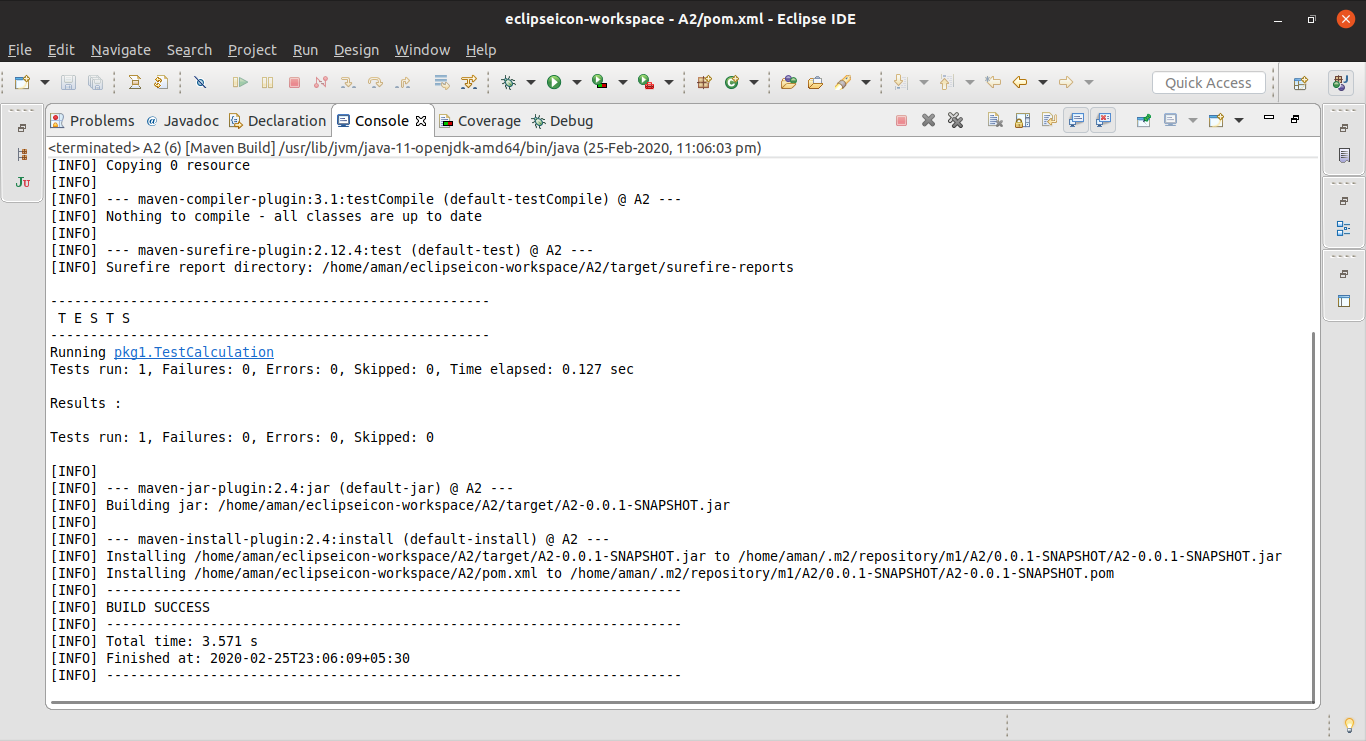 eclipseicon-workspace - A2/pom.xml - Eclipse IDE
File Edit Navigate Search Project Run Design Window Help
Quick Access
Problems @ Javadoc Declaration Console Coverage Debug
<terminated> A2 (6) [Maven Build] /usr/lib/jvm/java-11-openjdk-amd64/bin/java (25-Feb-2020, 11:06:03 pm)
[INFO] Copying 0 resource
[INFO]
[INFO] --- maven-compiler-plugin:3.1:testCompile (default-testCompile) @ A2 ---
[INFO] Nothing to compile - all classes are up to date
[INFO]
[INFO] --- maven-surefire-plugin:2.12.4:test (default-test) @ A2 ---
[INFO] Surefire report directory: /home/aman/eclipseicon-workspace/A2/target/surefire-reports
-------------------------------------------------------
T E S T S
-------------------------------------------------------
Running pkg1.TestCalculation
Tests run: 1, Failures: 0, Errors: 0, Skipped: 0, Time elapsed: 0.127 sec
Results :
Tests run: 1, Failures: 0, Errors: 0, Skipped: 0
[INFO]
[INFO] --- maven-jar-plugin:2.4:jar (default-jar) @ A2 ---
[INFO] Building jar: /home/aman/eclipseicon-workspace/A2/target/A2-0.0.1-SNAPSHOT.jar
[INFO]
[INFO] --- maven-install-plugin:2.4:install (default-install) @ A2 ---
[INFO] Installing /home/aman/eclipseicon-workspace/A2/target/A2-0.0.1-SNAPSHOT.jar to /home/aman/.m2/repository/m1/A2/0.0.1-SNAPSHOT/A2-0.0.1-SNAPSHOT.jar
[INFO] Installing /home/aman/eclipseicon-workspace/A2/pom.xml to /home/aman/.m2/repository/m1/A2/0.0.1-SNAPSHOT/A2-0.0.1-SNAPSHOT.pom
[INFO] ------------------------------------------------------------------------
[INFO] BUILD SUCCESS
[INFO] ------------------------------------------------------------------------
[INFO] Total time: 3.571 s
[INFO] Finished at: 2020-02-25T23:06:09+05:30
[INFO] ------------------------------------------------------------------------